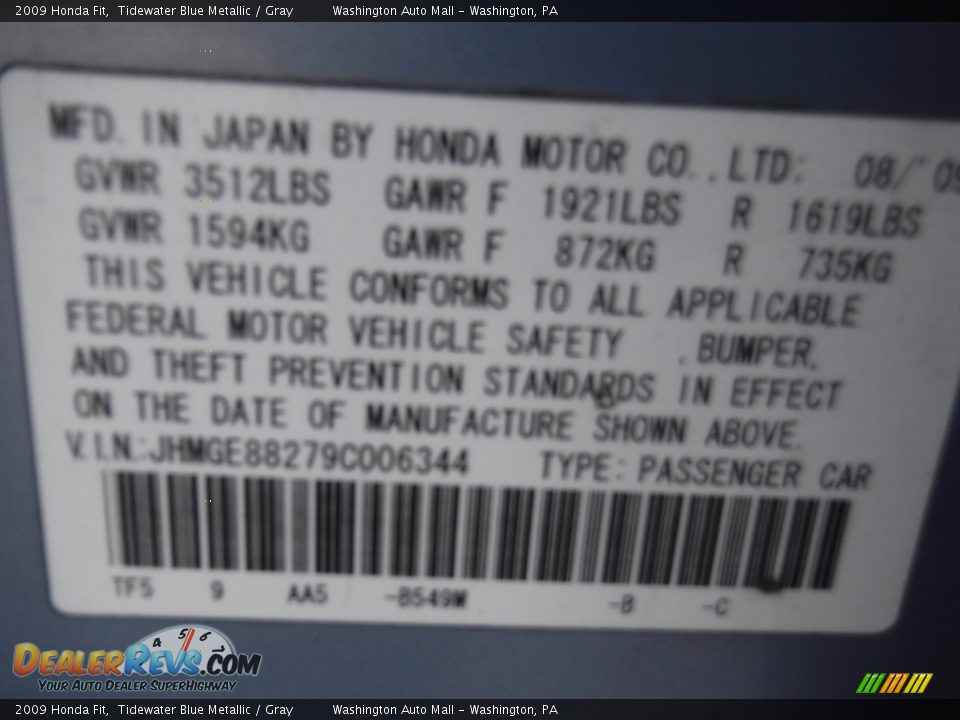 2009 Honda Fit,  Tidewater Blue Metallic / Gray    Washington Auto Mall - Washington, PA
MFD. IN JAPAN BY HONDA MOTOR CO.,LTD: 08/'09
GVWR 3512LBS GAWR F 1921LBS R 1619LBS
GVWR 1594KG GAWR F 872KG R 735KG
THIS VEHICLE CONFORMS TO ALL APPLICABLE
FEDERAL MOTOR VEHICLE SAFETY ,BUMPER,
AND THEFT PREVENTION STANDARDS IN EFFECT
ON THE DATE OF MANUFACTURE SHOWN ABOVE.
V.I.N.:JHMGE88279C006344 TYPE: PASSENGER CAR
TF5 9 AA5 -B549M -B -C
4 5 6
DealerRevs.com
Your Auto Dealer SuperHighway
2009 Honda Fit,  Tidewater Blue Metallic / Gray    Washington Auto Mall - Washington, PA